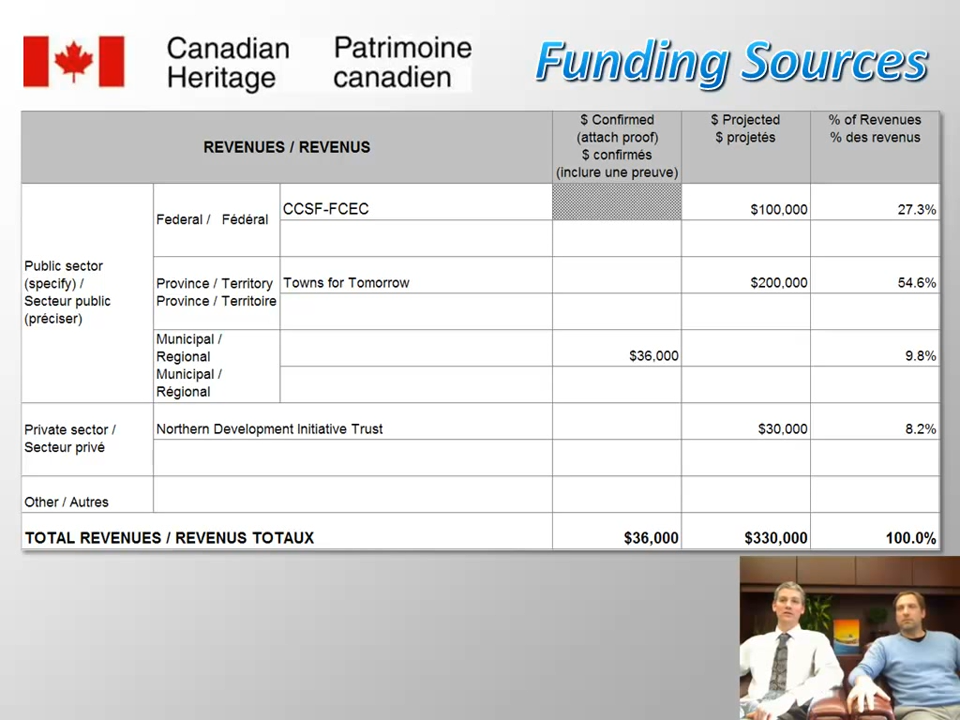 Canadian Heritage
Patrimoine canadien
Funding Sources
REVENUES / REVENUS
$ Confirmed
(attach proof)
$ confirmés
(inclure une preuve)
$ Projected
$ projetés
% of Revenues
% des revenus
Public sector
(specify) /
Secteur public
(préciser)
Federal / Fédéral
CCSF-FCEC
$100,000
27.3%
Province / Territory
Province / Territoire
Towns for Tomorrow
$200,000
54.6%
Municipal /
Regional
Municipal /
Régional
$36,000
9.8%
Private sector /
Secteur privé
Northern Development Initiative Trust
$30,000
8.2%
Other / Autres
TOTAL REVENUES / REVENUS TOTAUX
$36,000
$330,000
100.0%